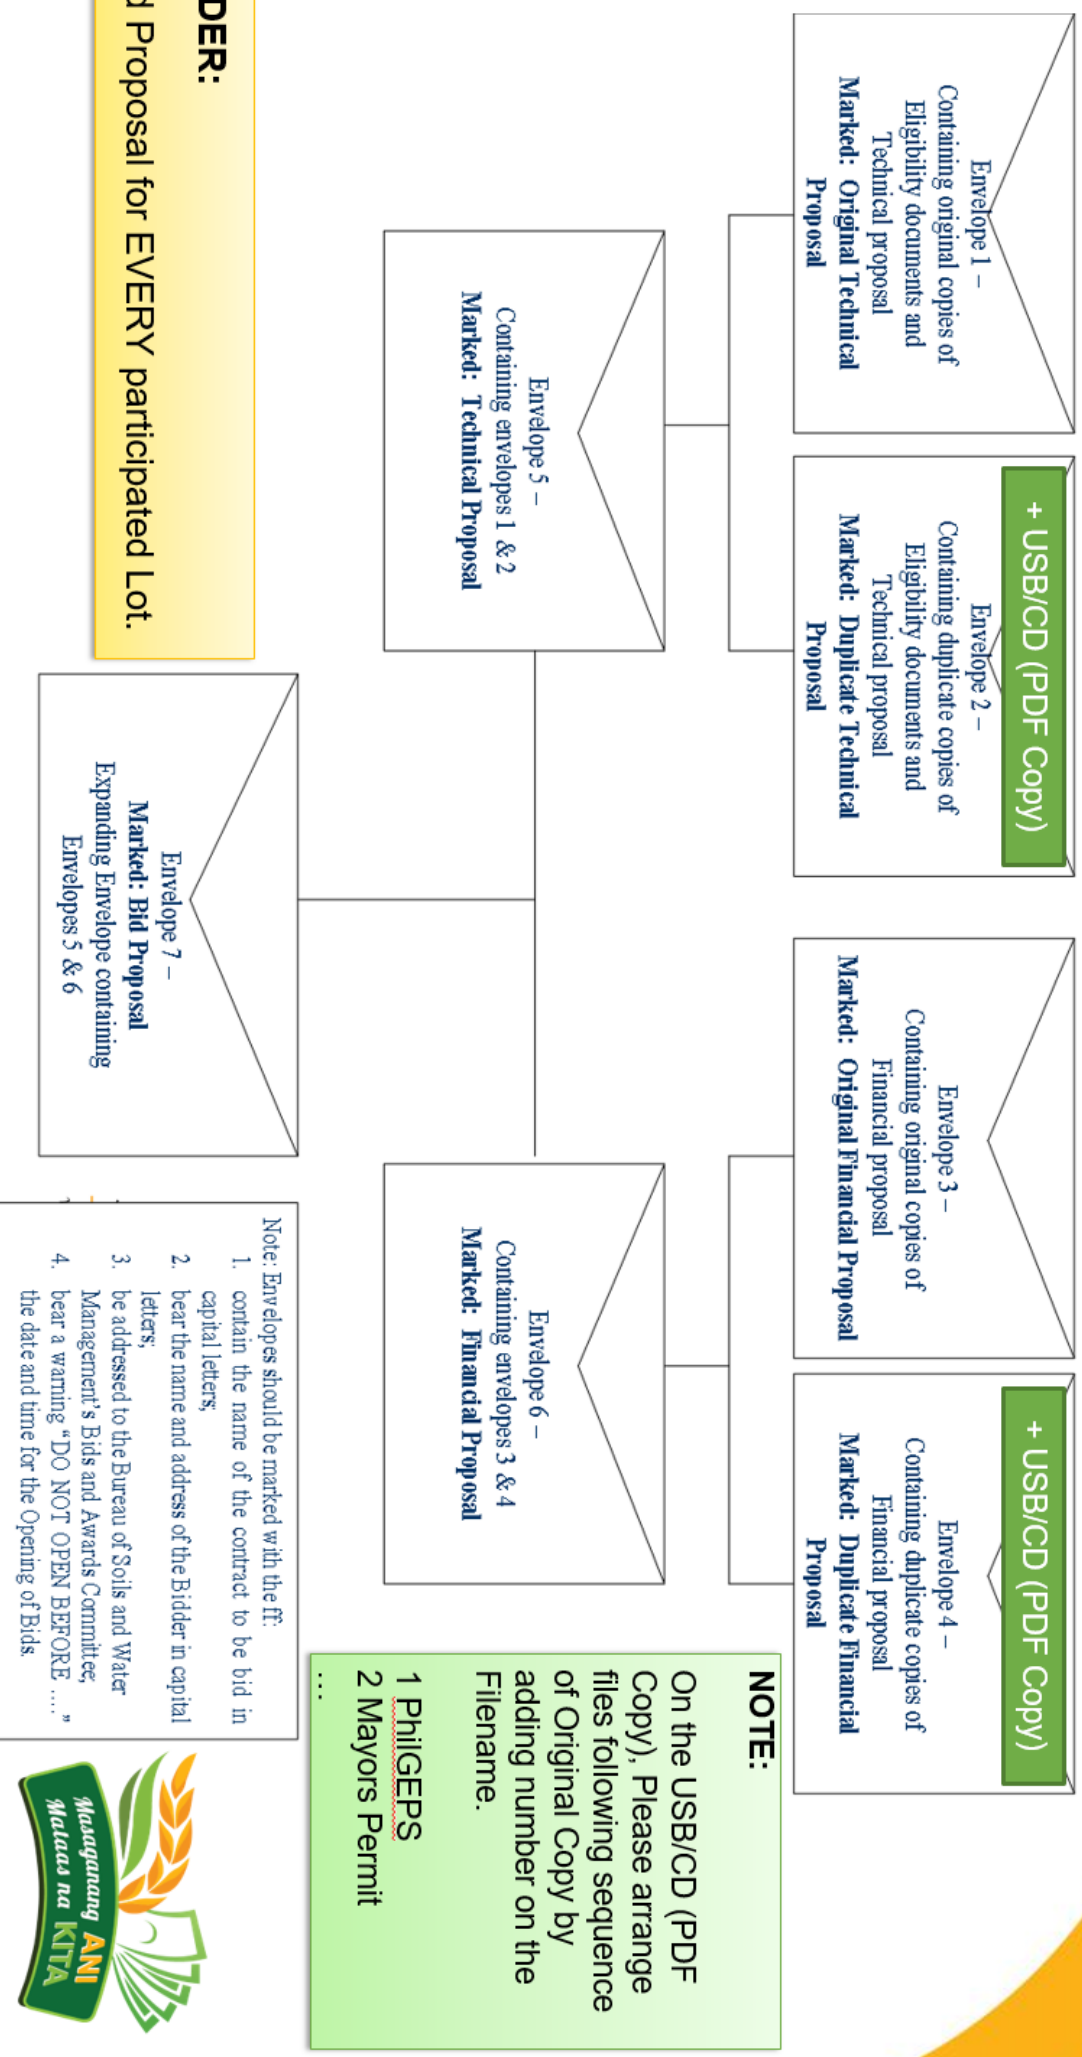 Envelope 1 –
Containing original copies of
Eligibility documents and
Technical proposal
Marked: Original Technical
Proposal
+ USB/CD (PDF Copy)
Envelope 2 –
Containing duplicate copies of
Eligibility documents and
Technical proposal
Marked: Duplicate Technical
Proposal
Envelope 3 –
Containing original copies of
Financial proposal
Marked: Original Financial Proposal
+ USB/CD (PDF Copy)
Envelope 4 –
Containing duplicate copies of
Financial proposal
Marked: Duplicate Financial
Proposal
Envelope 5 –
Containing envelopes 1 & 2
Marked: Technical Proposal
Envelope 6 –
Containing envelopes 3 & 4
Marked: Financial Proposal
NOTE:
On the USB/CD (PDF
Copy), Please arrange
files following sequence
of Original Copy by
adding number on the
Filename.
1 PhilGEPS
2 Mayors Permit
...
DER:
d Proposal for EVERY participated Lot.
Envelope 7 –
Marked: Bid Proposal
Expanding Envelope containing
Envelopes 5 & 6
Note: Envelopes should be marked with the ff:
1. contain the name of the contract to be bid in
capital letters;
2. bear the name and address of the Bidder in capital
letters;
3. be addressed to the Bureau of Soils and Water
Management's Bids and Awards Committee;
4. bear a warning “DO NOT OPEN BEFORE ….”
the date and time for the Opening of Bids.
Masaganang ANI
Mataas na KITA